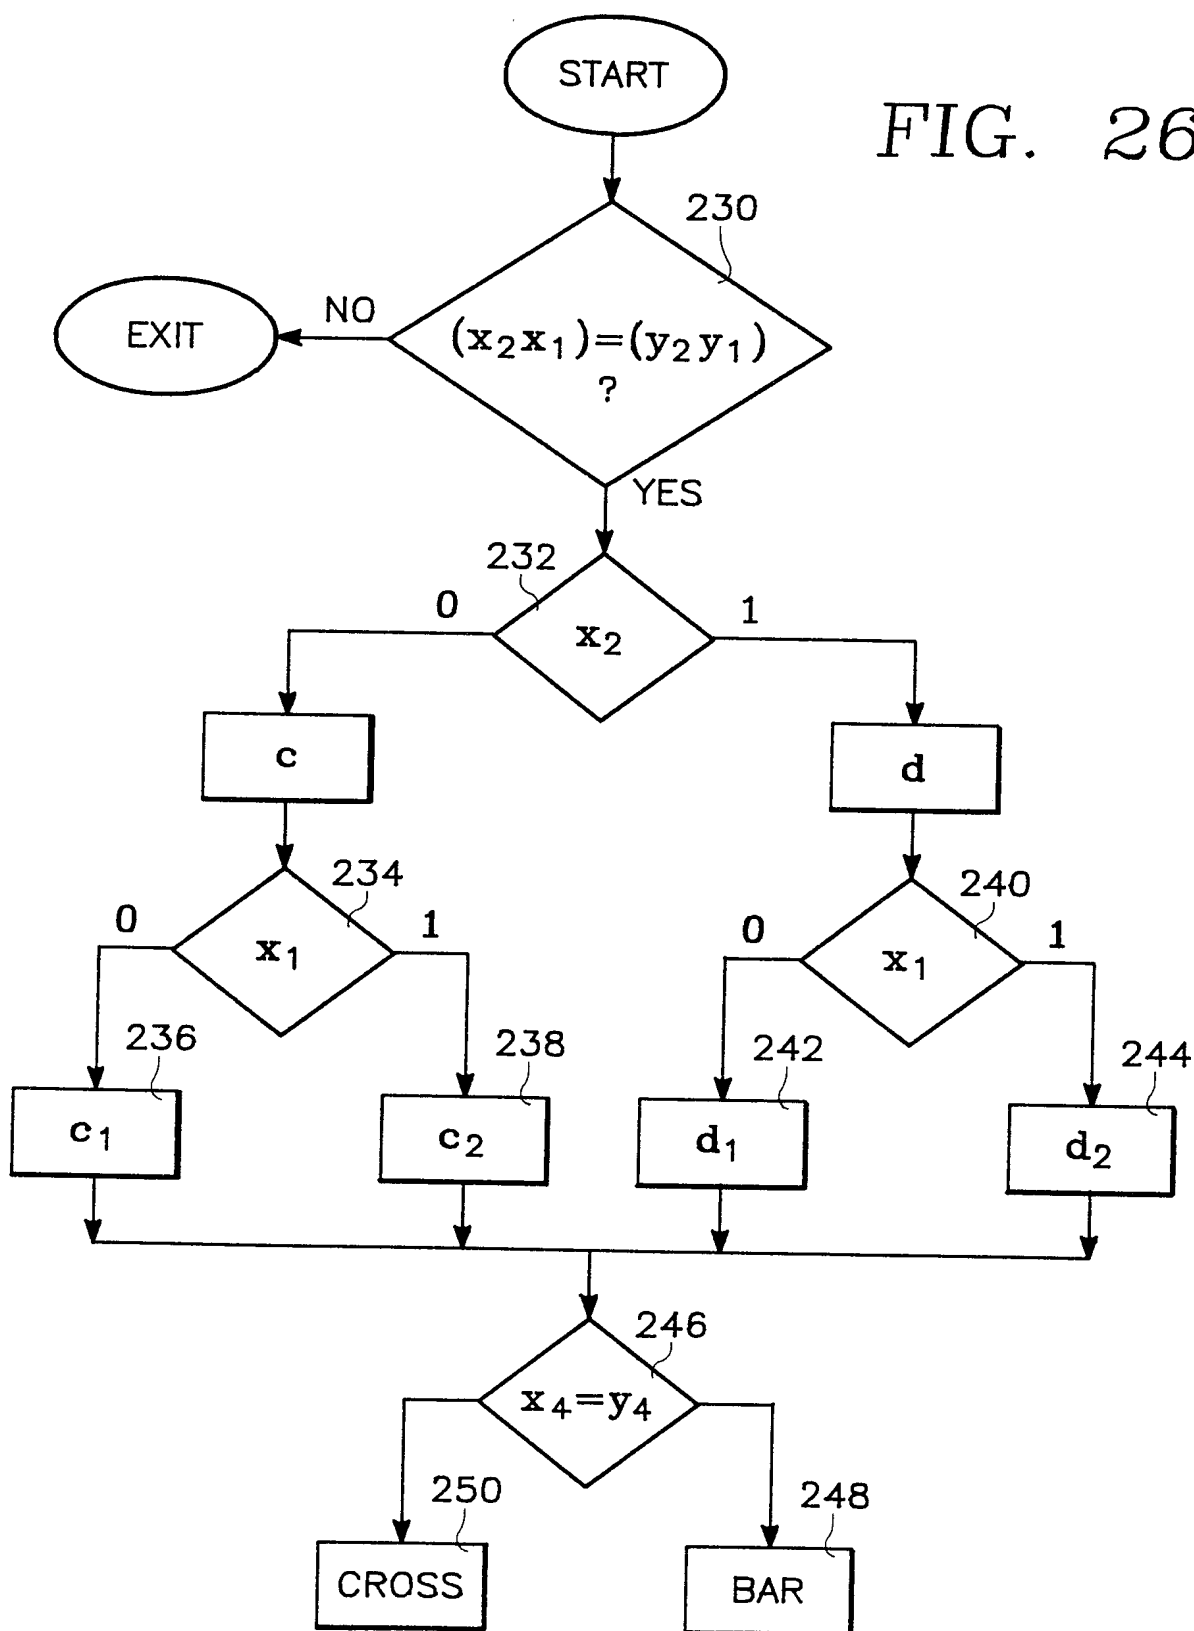 START
FIG. 26
230
EXIT
NO
(x₂x₁)=(y₂y₁)
?
YES
232
0
x₂
1
c
d
234
0
x₁
1
240
0
x₁
1
236
238
242
244
c₁
c₂
d₁
d₂
246
x₄=y₄
250
248
CROSS
BAR